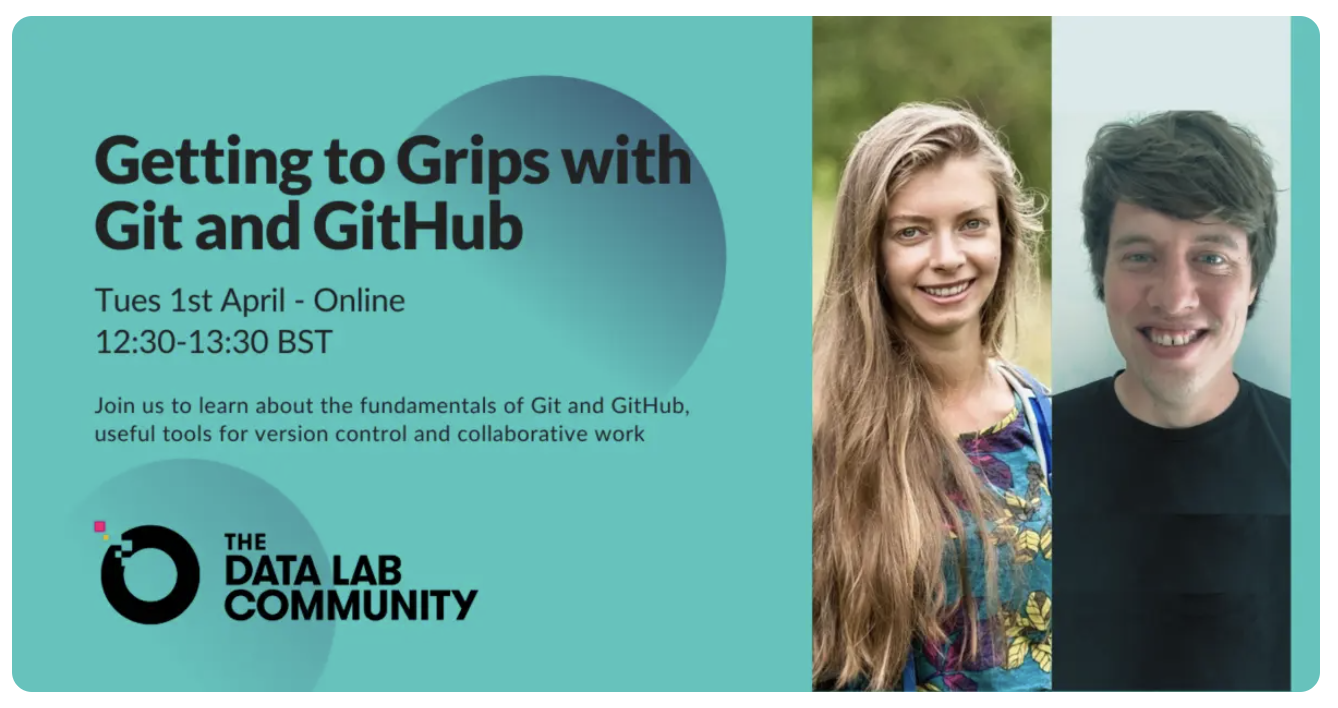 Getting to Grips with
Git and GitHub
Tues 1st April - Online
12:30-13:30 BST
Join us to learn about the fundamentals of Git and GitHub,
useful tools for version control and collaborative work
THE
DATA LAB
COMMUNITY